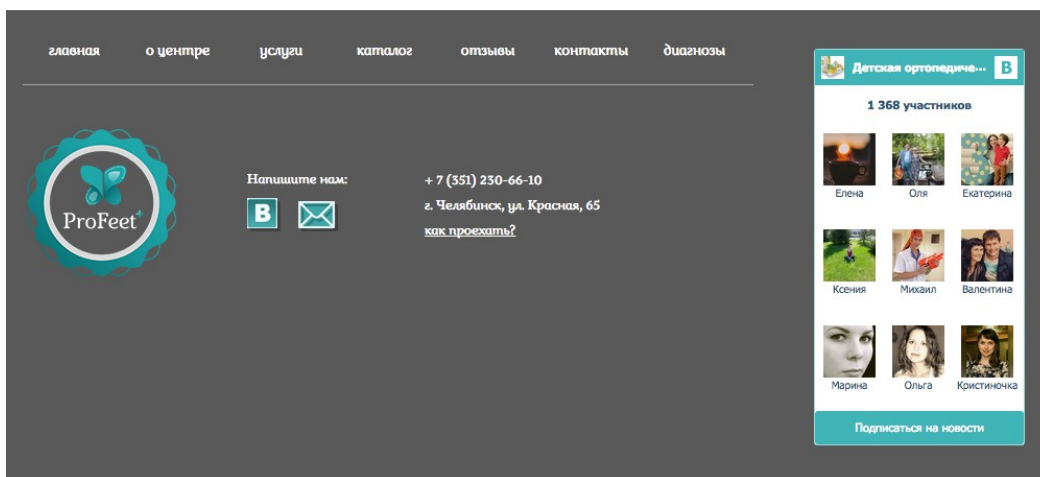 главная о центре услуги каталог отзывы контакты диагнозы
ProFeet+
Напишите нам:
B
+ 7 (351) 230-66-10
г. Челябинск, ул. Красная, 65
как проехать?
Детская ортопедиче... B
1 368 участников
Елена Оля Екатерина
Ксения Михаил Валентина
Марина Ольга Кристиночка
Подписаться на новости